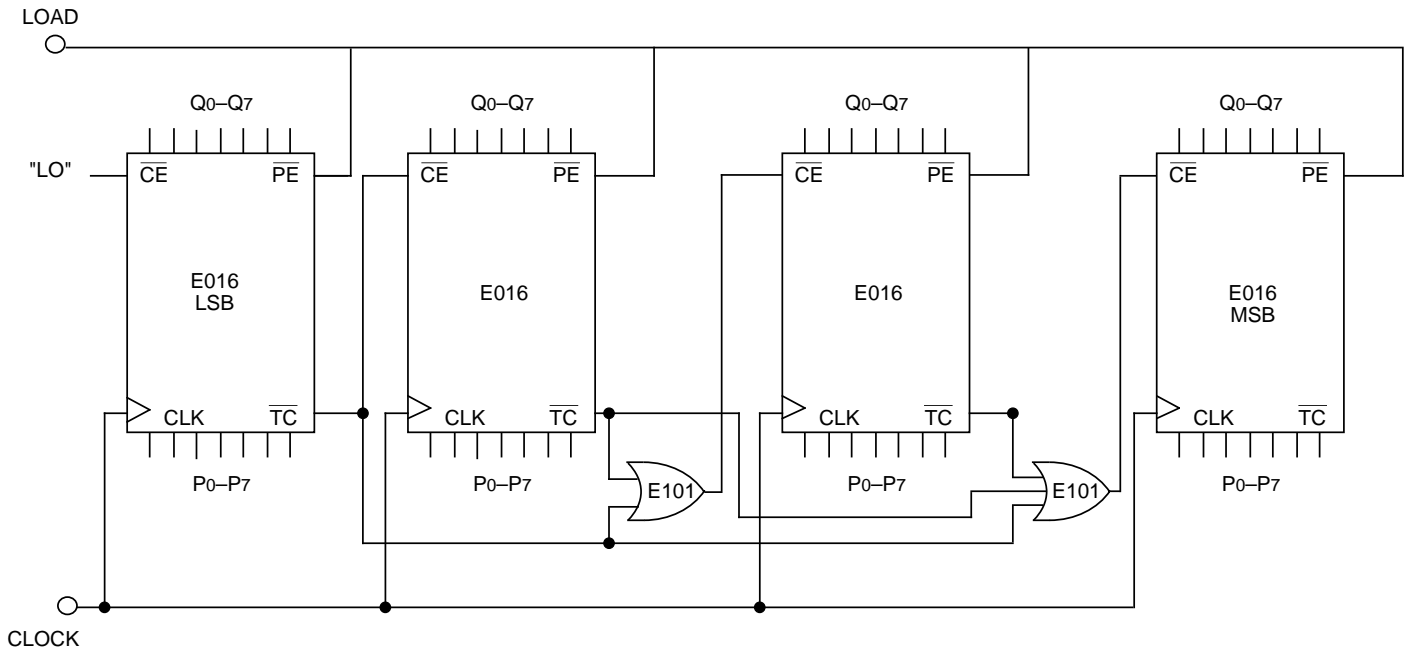 LOAD
Q0–Q7 Q0–Q7 Q0–Q7 Q0–Q7
"LO" CE PE CE PE CE PE CE PE
E016
LSB
E016
E016
E016
MSB
CLK TC CLK TC CLK TC CLK TC
P0–P7 P0–P7 P0–P7 P0–P7
E101 E101
CLOCK